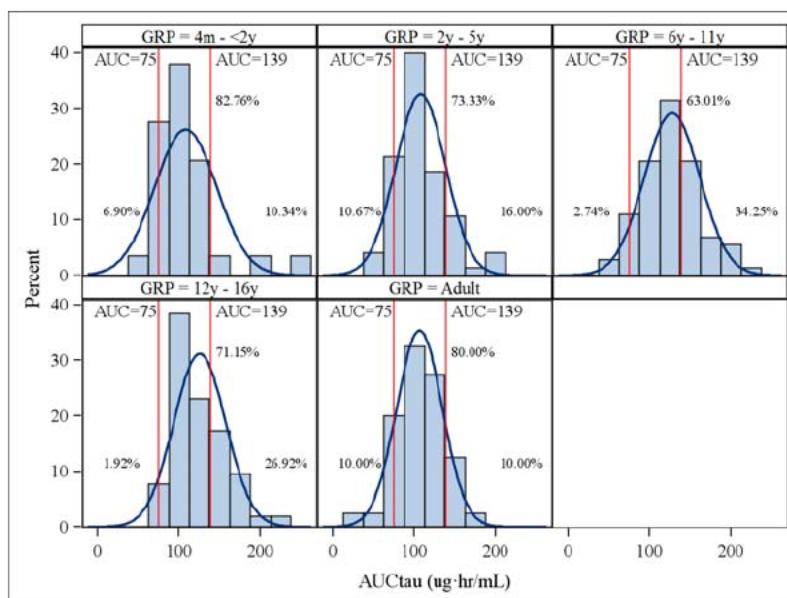 GRP = 4m - <2y
GRP = 2y - 5y
GRP = 6y - 11y
40
30
20
10
0
AUC=75
AUC=139
82.76%
6.90%
10.34%
AUC=75
AUC=139
73.33%
10.67%
16.00%
AUC=75
AUC=139
63.01%
2.74%
34.25%
Percent
GRP = 12y - 16y
GRP = Adult
40
30
20
10
0
AUC=75
AUC=139
71.15%
1.92%
26.92%
AUC=75
AUC=139
80.00%
10.00%
10.00%
0 100 200
0 100 200
0 100 200
AUCtau (ug·hr/mL)